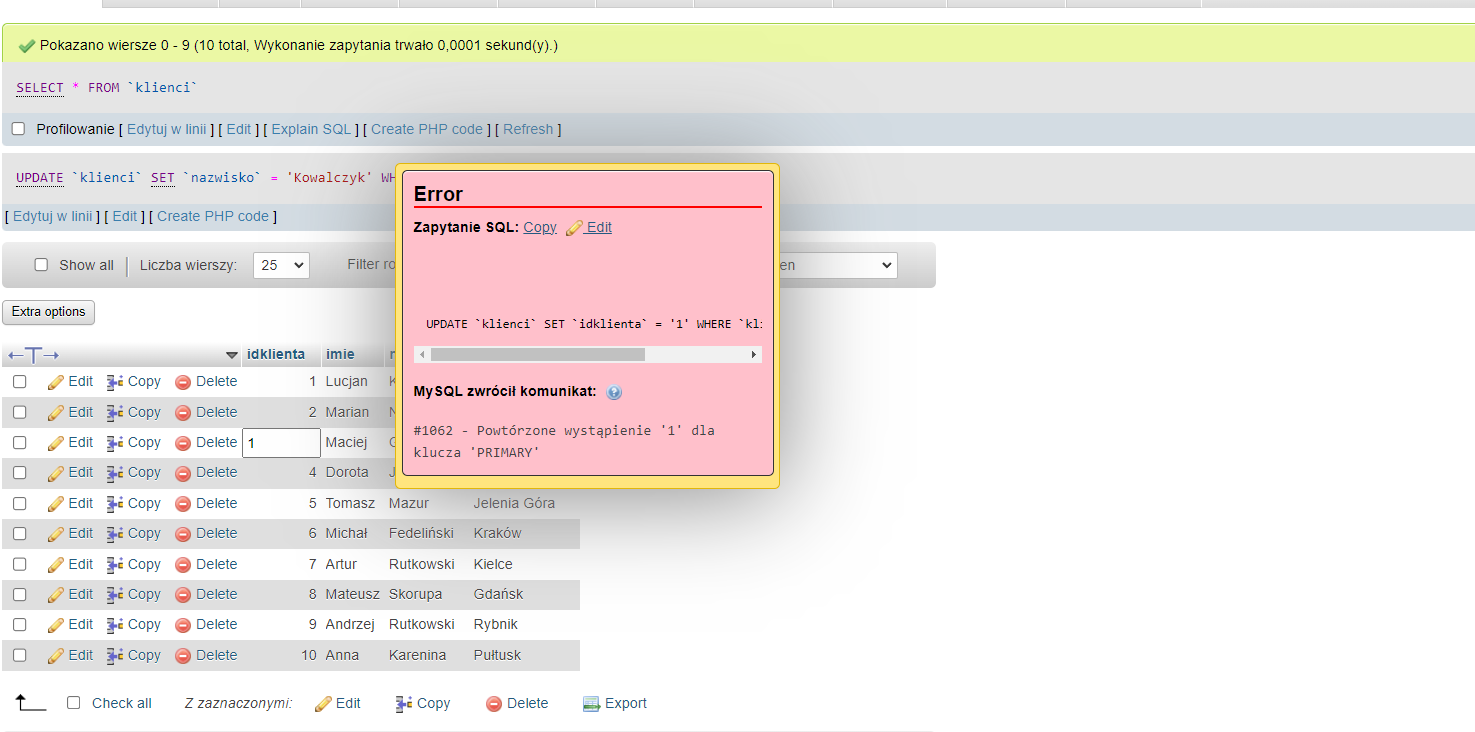 Pokazano wiersze 0 - 9 (10 total, Wykonanie zapytania trwało 0,0001 sekund(y).)
SELECT * FROM `klienci`
Profilowanie [ Edytuj w linii ] [ Edit ] [ Explain SQL ] [ Create PHP code ] [ Refresh ]
UPDATE `klienci` SET `nazwisko` = 'Kowalczyk'
[ Edytuj w linii ] [ Edit ] [ Create PHP code ]
Error
Zapytanie SQL: Copy Edit
UPDATE `klienci` SET `idklienta` = '1' WHERE
MySQL zwrócił komunikat:
#1062 - Powtórzone wystąpienie '1' dla
klucza 'PRIMARY'
Show all Liczba wierszy: 25 Filter
Extra options
idklienta imie
Edit Copy Delete 1 Lucjan
Edit Copy Delete 2 Marian
Edit Copy Delete 1 Maciej
Edit Copy Delete 4 Dorota
Edit Copy Delete 5 Tomasz Mazur Jelenia Góra
Edit Copy Delete 6 Michał Fedeliński Kraków
Edit Copy Delete 7 Artur Rutkowski Kielce
Edit Copy Delete 8 Mateusz Skorupa Gdańsk
Edit Copy Delete 9 Andrzej Rutkowski Rybnik
Edit Copy Delete 10 Anna Karenina Pułtusk
Check all Z zaznaczonymi: Edit Copy Delete Export